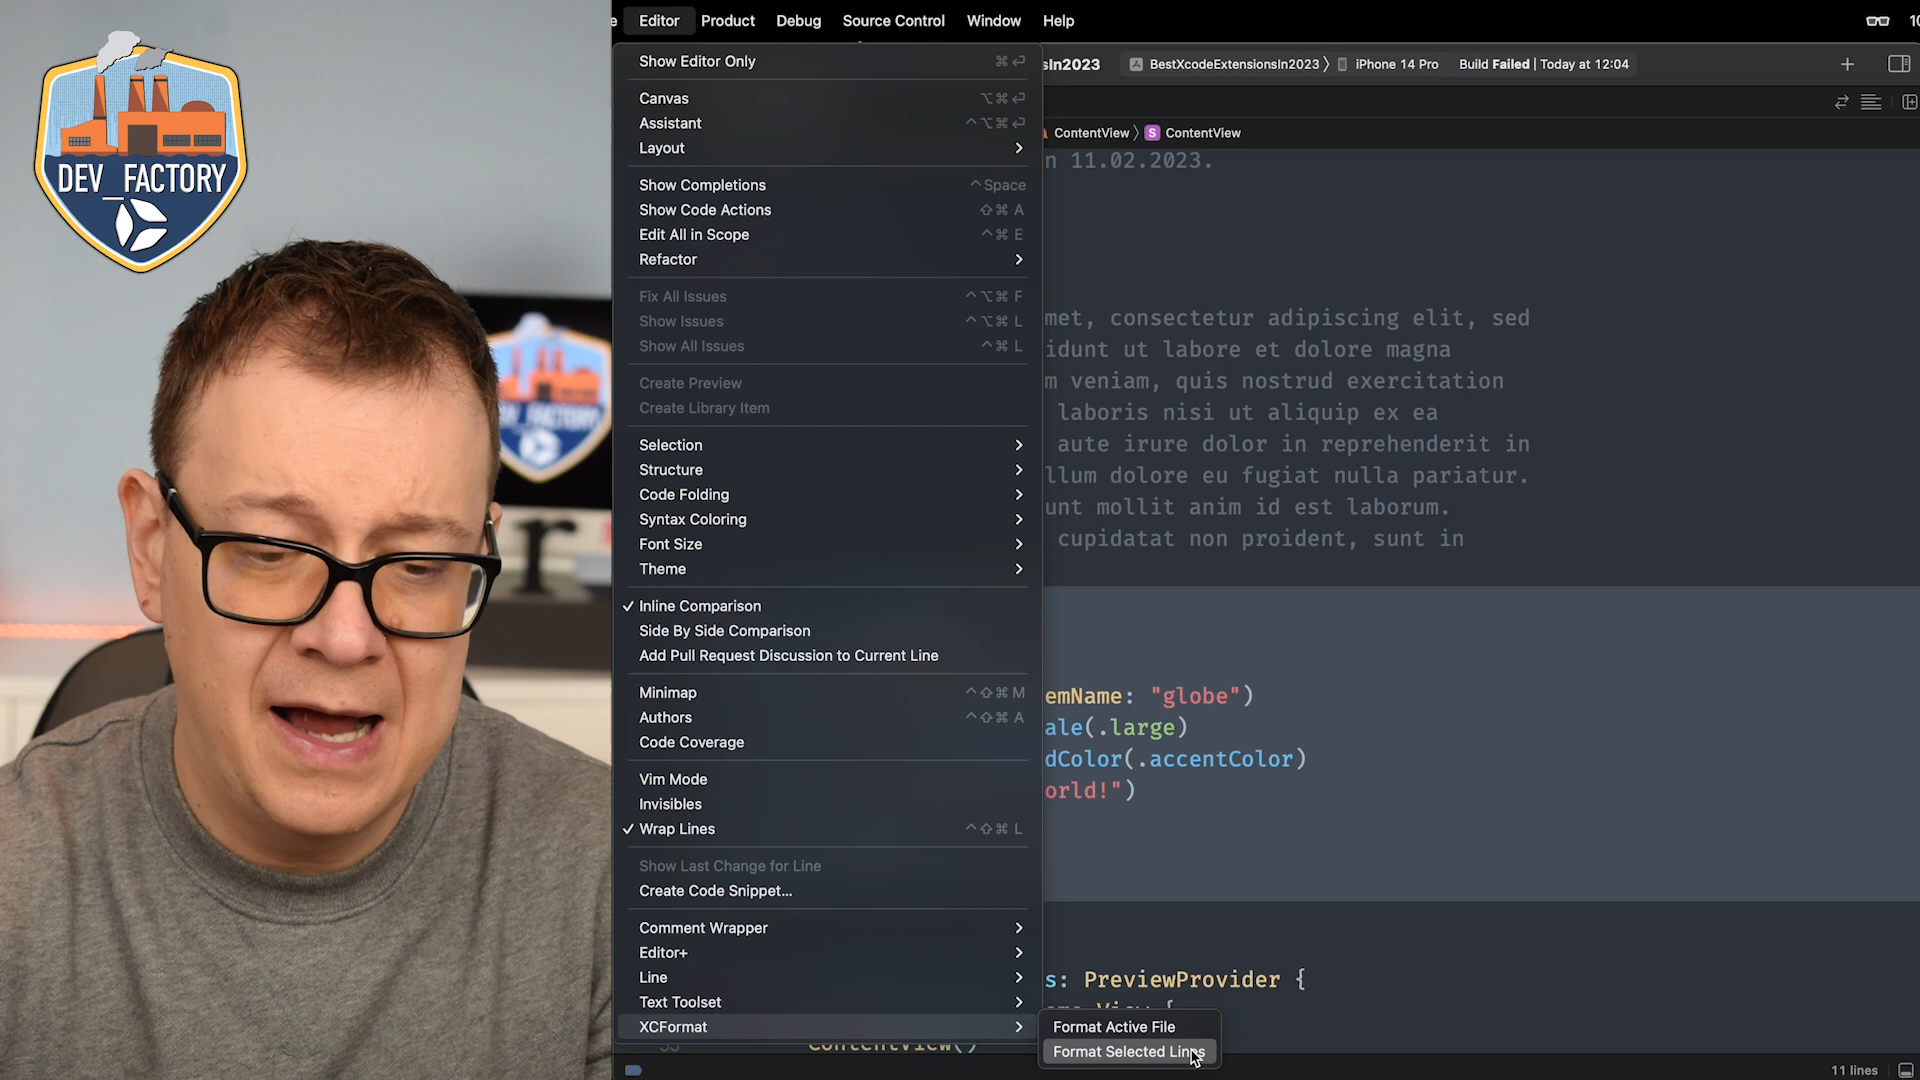 DEV_FACTORY
Editor Product Debug Source Control Window Help
Show Editor Only ⌘↩
Canvas ⌥⌘↩
Assistant ^⌥⌘↩
Layout
Show Completions ^Space
Show Code Actions ⇧⌘ A
Edit All in Scope ^⌘ E
Refactor
Fix All Issues ^⌥⌘ F
Show Issues ^⌥⌘ L
Show All Issues ^⌘ L
Create Preview
Create Library Item
Selection
Structure
Code Folding
Syntax Coloring
Font Size
Theme
✓ Inline Comparison
Side By Side Comparison
Add Pull Request Discussion to Current Line
Minimap ^⇧⌘ M
Authors ^⇧⌘ A
Code Coverage
Vim Mode
Invisibles
✓ Wrap Lines ^⇧⌘ L
Show Last Change for Line
Create Code Snippet...
Comment Wrapper
Editor+
Line
Text Toolset
XCFormat
Format Active File
Format Selected Lines
sIn2023 BestXcodeExtensionsIn2023 〉 iPhone 14 Pro Build Failed | Today at 12:04
ContentView 〉 S ContentView
n 11.02.2023.
met, consectetur adipiscing elit, sed
idunt ut labore et dolore magna
m veniam, quis nostrud exercitation
laboris nisi ut aliquip ex ea
aute irure dolor in reprehenderit in
llum dolore eu fugiat nulla pariatur.
unt mollit anim id est laborum.
cupidatat non proident, sunt in
emName: "globe")
ale(.large)
dColor(.accentColor)
orld!")
s: PreviewProvider {
View {
ContentView()
11 lines
DEV_FACTORY